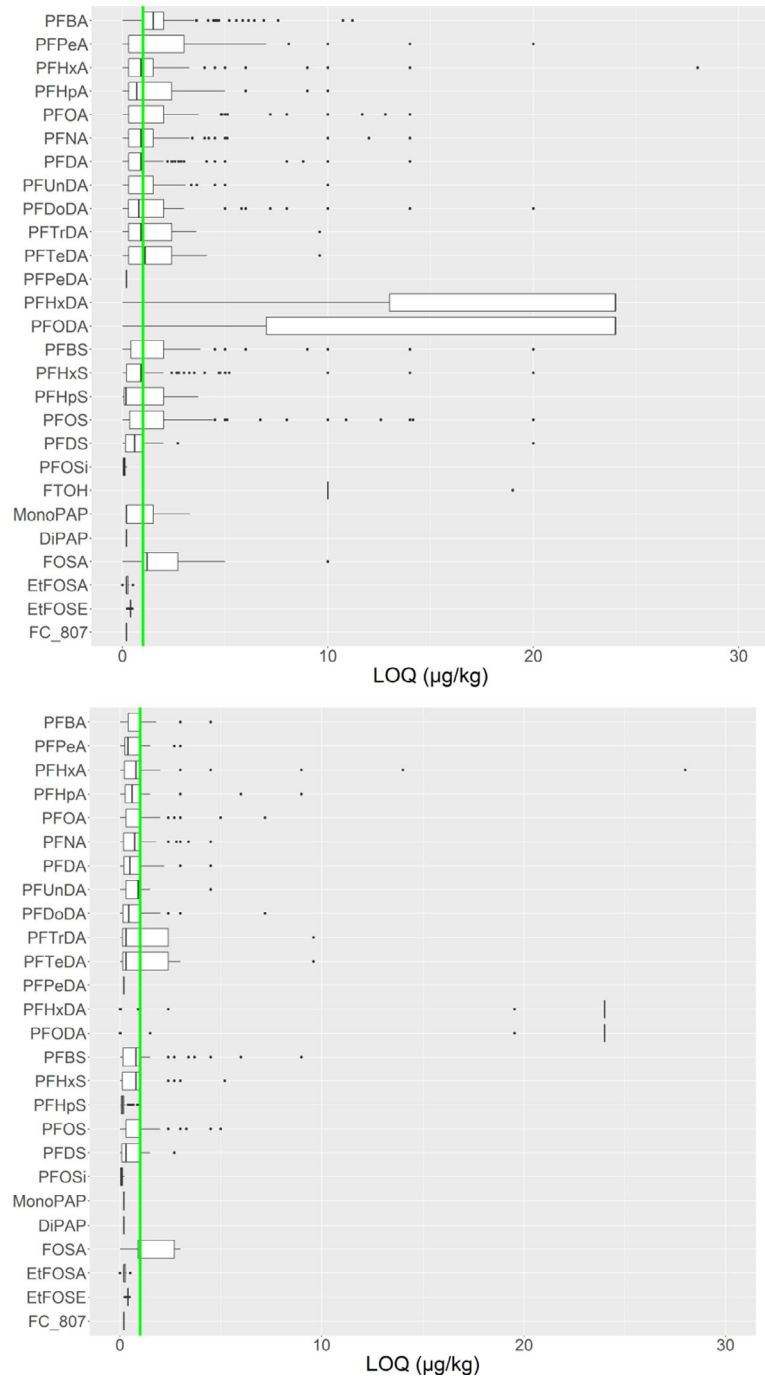 PFBA
PFPeA
PFHxA
PFHpA
PFOA
PFNA
PFDA
PFUnDA
PFDoDA
PFTrDA
PFTeDA
PFPeDA
PFHxDA
PFODA
PFBS
PFHxS
PFHpS
PFOS
PFDS
PFOSi
FTOH
MonoPAP
DiPAP
FOSA
EtFOSA
EtFOSE
FC_807
0 10 20 30
LOQ (µg/kg)
PFBA
PFPeA
PFHxA
PFHpA
PFOA
PFNA
PFDA
PFUnDA
PFDoDA
PFTrDA
PFTeDA
PFPeDA
PFHxDA
PFODA
PFBS
PFHxS
PFHpS
PFOS
PFDS
PFOSi
MonoPAP
DiPAP
FOSA
EtFOSA
EtFOSE
FC_807
0 10 20 30
LOQ (µg/kg)